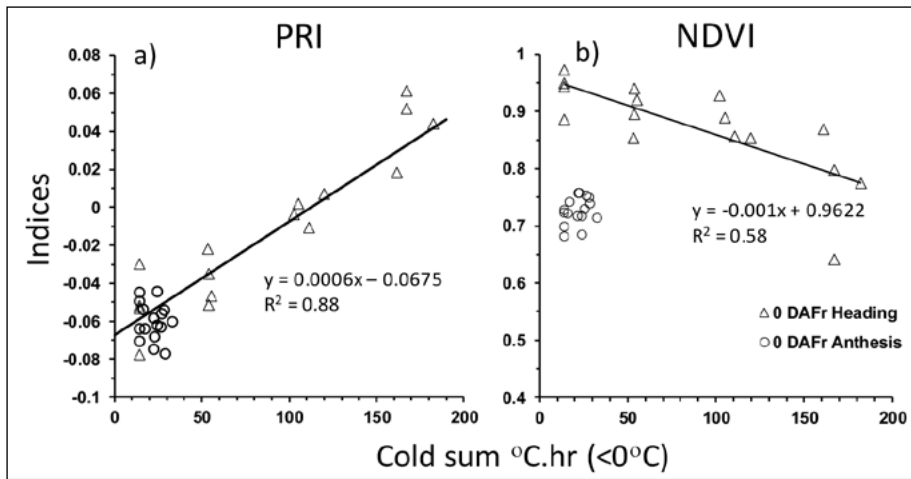 PRI
NDVI
a)
b)
Indices
0.08
0.06
0.04
0.02
0
-0.02
-0.04
-0.06
-0.08
-0.1
0
50
100
150
200
y = 0.0006x – 0.0675
R² = 0.88
1
0.9
0.8
0.7
0.6
0.5
0.4
0
50
100
150
200
y = -0.001x + 0.9622
R² = 0.58
0 DAFr Heading
0 DAFr Anthesis
Cold sum °C.hr (<0°C)